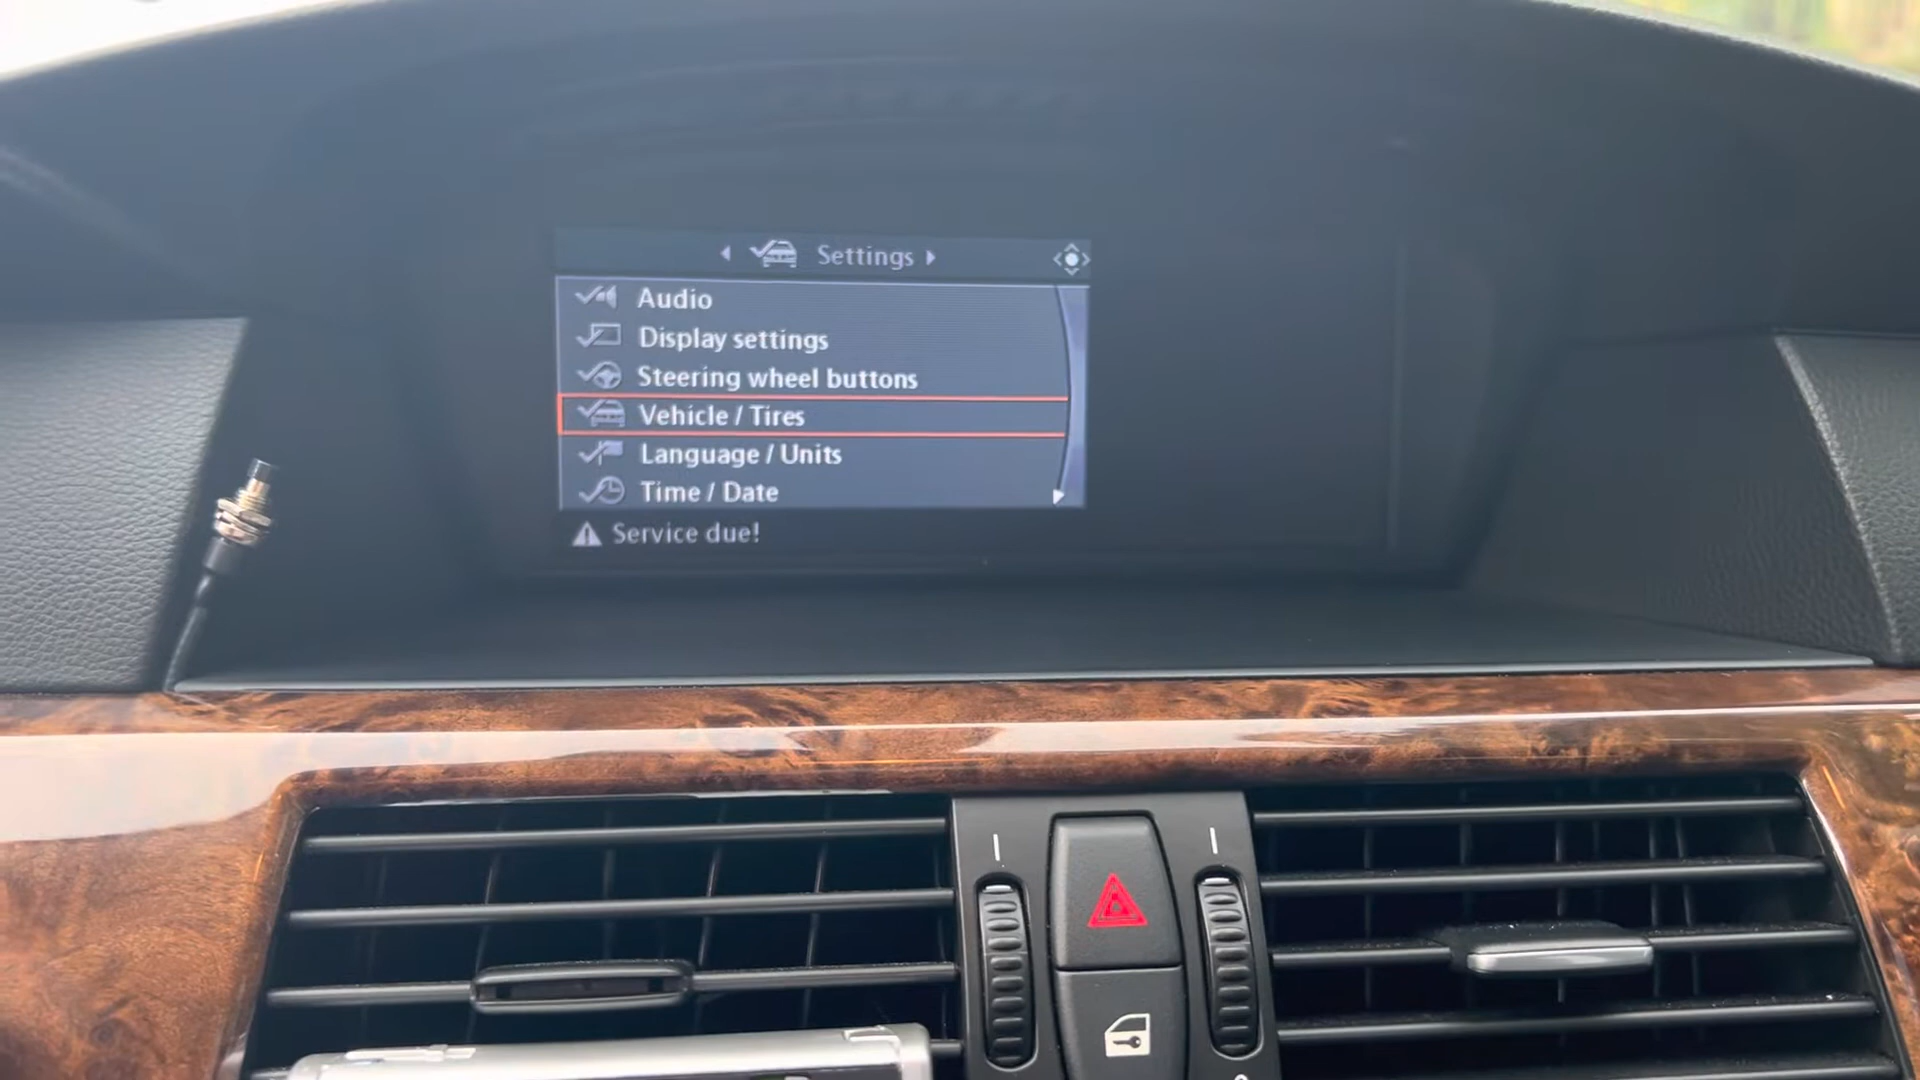 Settings
Audio
Display settings
Steering wheel buttons
Vehicle / Tires
Language / Units
Time / Date
Service due!